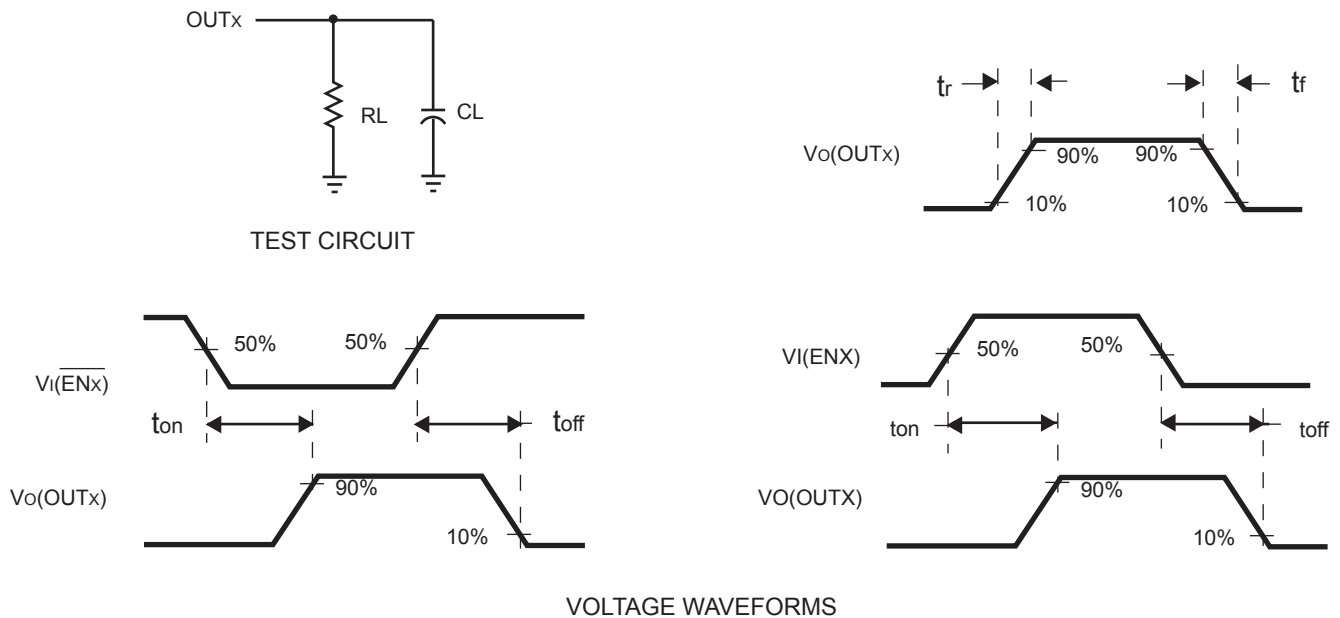 OUTx
RL
CL
TEST CIRCUIT
tr
tf
VO(OUTx)
90%
90%
10%
10%
VI(ENx)
50%
50%
ton
toff
VO(OUTx)
90%
10%
VI(ENX)
50%
50%
ton
toff
VO(OUTX)
90%
10%
VOLTAGE WAVEFORMS